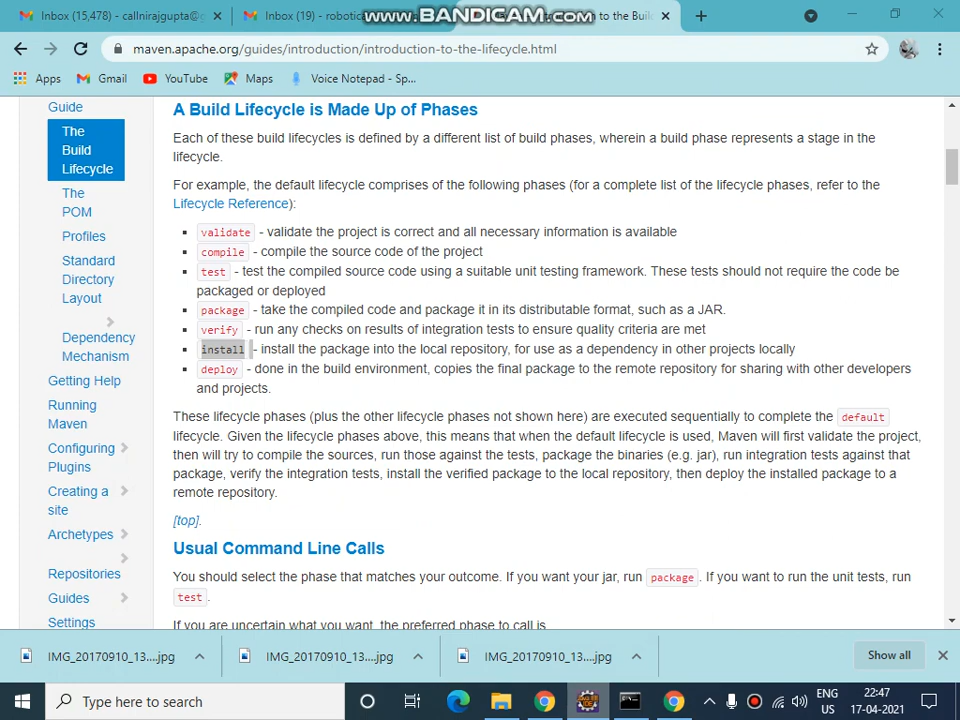 Inbox (15,478) - callnirajgupta@g
Inbox (19) - robotic
to the Buil
www.BANDICAM.com
maven.apache.org/guides/introduction/introduction-to-the-lifecycle.html
Apps
Gmail
YouTube
Maps
Voice Notepad - Sp...
Guide
The
Build
Lifecycle
The
POM
Profiles
Standard
Directory
Layout
Dependency
Mechanism
Getting Help
Running
Maven
Configuring
Plugins
Creating a
site
Archetypes
Repositories
Guides
Settings
A Build Lifecycle is Made Up of Phases
Each of these build lifecycles is defined by a different list of build phases, wherein a build phase represents a stage in the
lifecycle.
For example, the default lifecycle comprises of the following phases (for a complete list of the lifecycle phases, refer to the
Lifecycle Reference):
validate - validate the project is correct and all necessary information is available
compile - compile the source code of the project
test - test the compiled source code using a suitable unit testing framework. These tests should not require the code be
packaged or deployed
package - take the compiled code and package it in its distributable format, such as a JAR.
verify - run any checks on results of integration tests to ensure quality criteria are met
install - install the package into the local repository, for use as a dependency in other projects locally
deploy - done in the build environment, copies the final package to the remote repository for sharing with other developers
and projects.
These lifecycle phases (plus the other lifecycle phases not shown here) are executed sequentially to complete the default
lifecycle. Given the lifecycle phases above, this means that when the default lifecycle is used, Maven will first validate the project,
then will try to compile the sources, run those against the tests, package the binaries (e.g. jar), run integration tests against that
package, verify the integration tests, install the verified package to the local repository, then deploy the installed package to a
remote repository.
[top].
Usual Command Line Calls
You should select the phase that matches your outcome. If you want your jar, run package. If you want to run the unit tests, run
test.
If you are uncertain what you want, the preferred phase to call is
IMG_20170910_13....jpg
IMG_20170910_13....jpg
IMG_20170910_13....jpg
Show all
Type here to search
ENG
US
22:47
17-04-2021